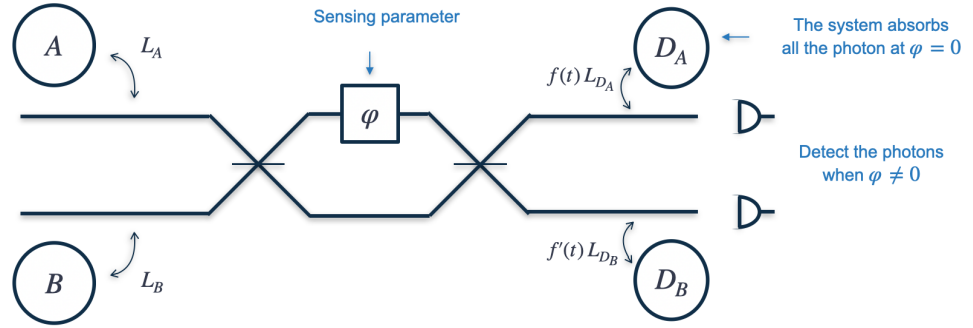 Sensing parameter
The system absorbs
all the photon at φ = 0
A
L_A
D_A
f(t) L_{D_A}
φ
Detect the photons
when φ ≠ 0
B
L_B
f′(t) L_{D_B}
D_B